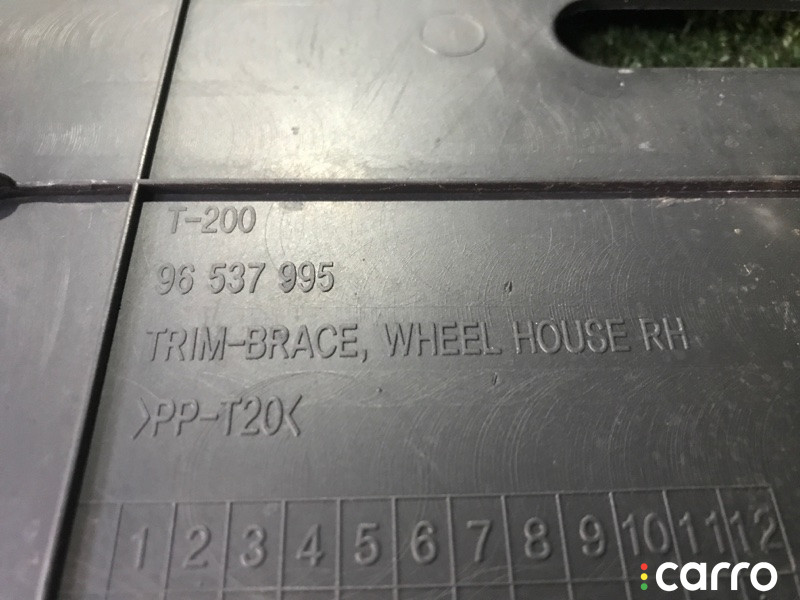 T-200
96 537 995
TRIM-BRACE, WHEEL HOUSE RH
>PP-T20<
1 2 3 4 5 6 7 8 9 10 11 12
carro